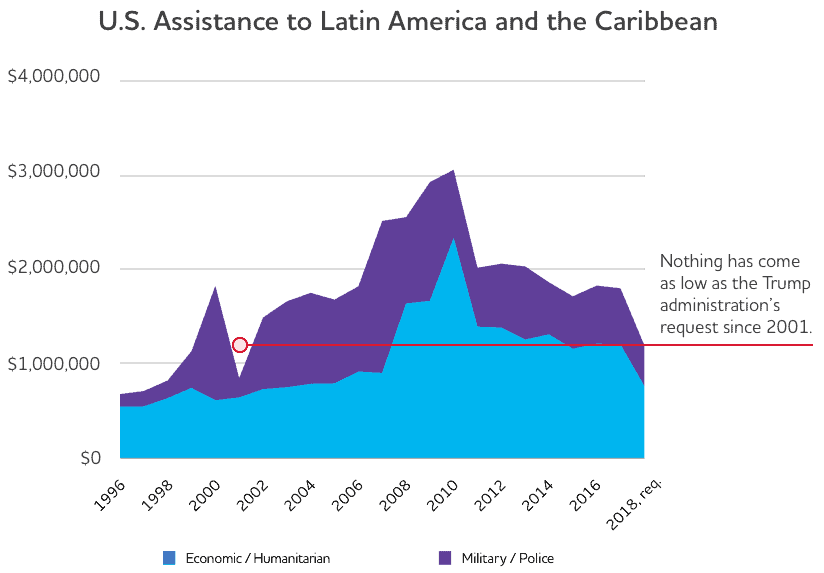 U.S. Assistance to Latin America and the Caribbean
$4,000,000
$3,000,000
$2,000,000
$1,000,000
$0
Nothing has come
as low as the Trump
administration's
request since 2001.
1996
1998
2000
2002
2004
2006
2008
2010
2012
2014
2016
2018, req.
Economic / Humanitarian
Military / Police